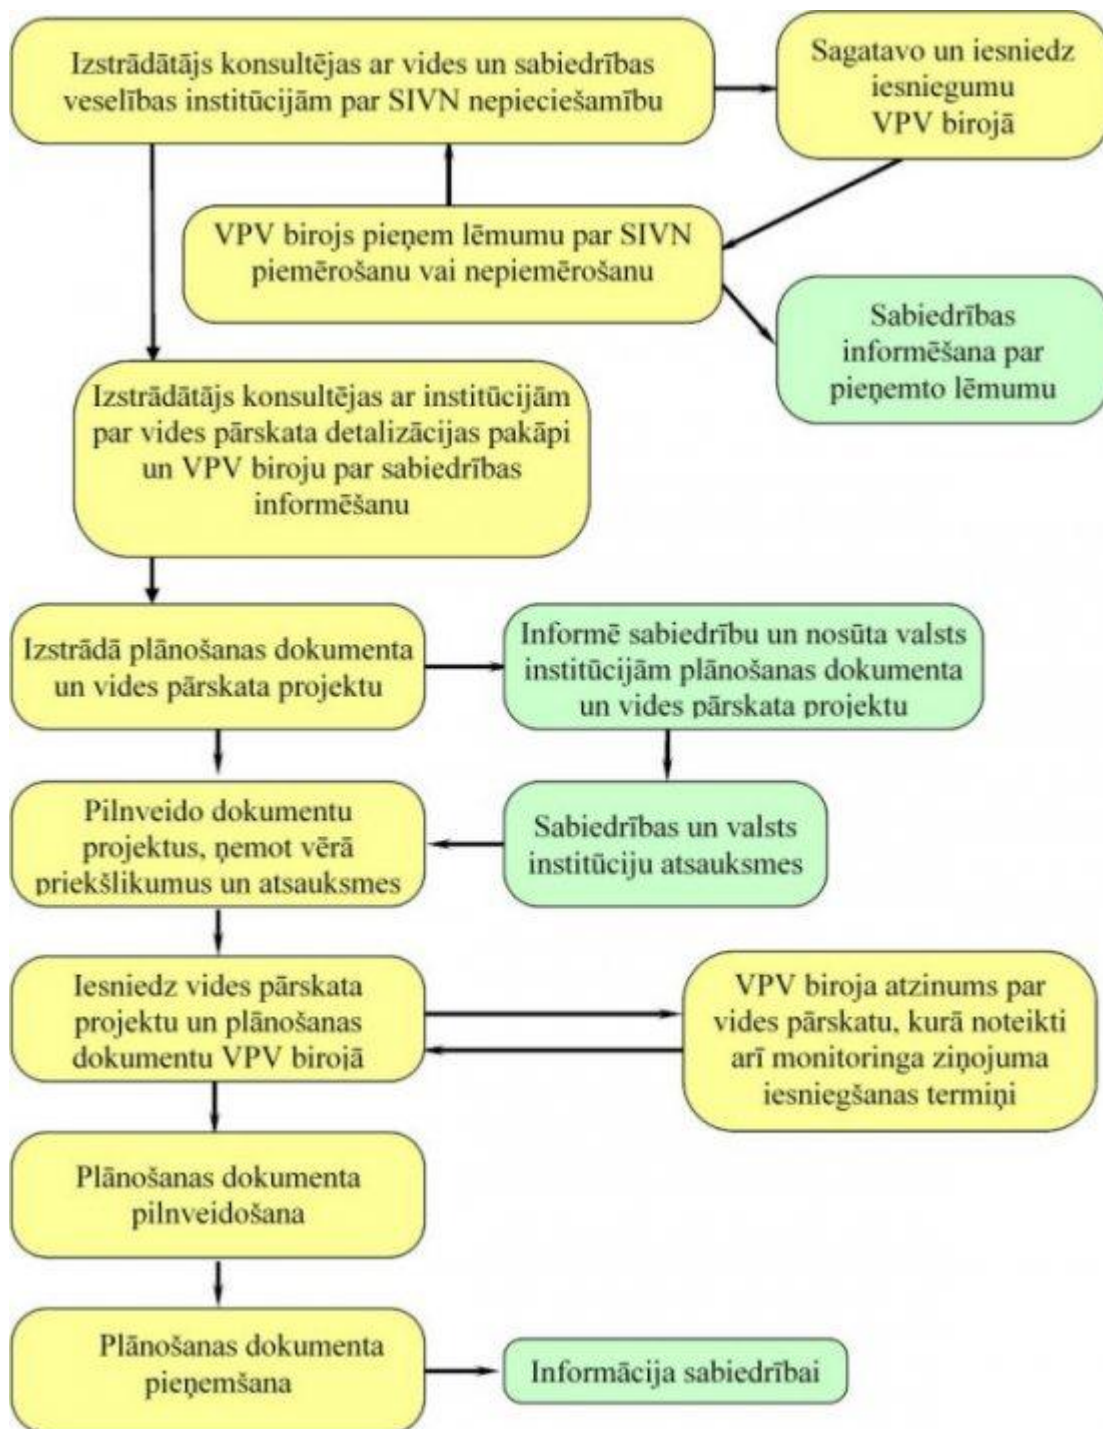 Izstrādātājs konsultējas ar vides un sabiedrības
veselības institūcijām par SIVN nepieciešamību
Sagatavo un iesniedz
iesniegumu
VPV birojā
VPV birojs pieņem lēmumu par SIVN
piemērošanu vai nepiemērošanu
Sabiedrības
informēšana par
pieņemto lēmumu
Izstrādātājs konsultējas ar institūcijām
par vides pārskata detalizācijas pakāpi
un VPV biroju par sabiedrības
informēšanu
Izstrādā plānošanas dokumenta
un vides pārskata projektu
Informē sabiedrību un nosūta valsts
institūcijām plānošanas dokumenta
un vides pārskata projektu
Pilnveido dokumentu
projektus, ņemot vērā
priekšlikumus un atsauksmes
Sabiedrības un valsts
institūciju atsauksmes
Iesniedz vides pārskata
projektu un plānošanas
dokumentu VPV birojā
VPV biroja atzinums par
vides pārskatu, kurā noteikti
arī monitoringa ziņojuma
iesniegšanas termiņi
Plānošanas dokumenta
pilnveidošana
Plānošanas dokumenta
pieņemšana
Informācija sabiedrībai